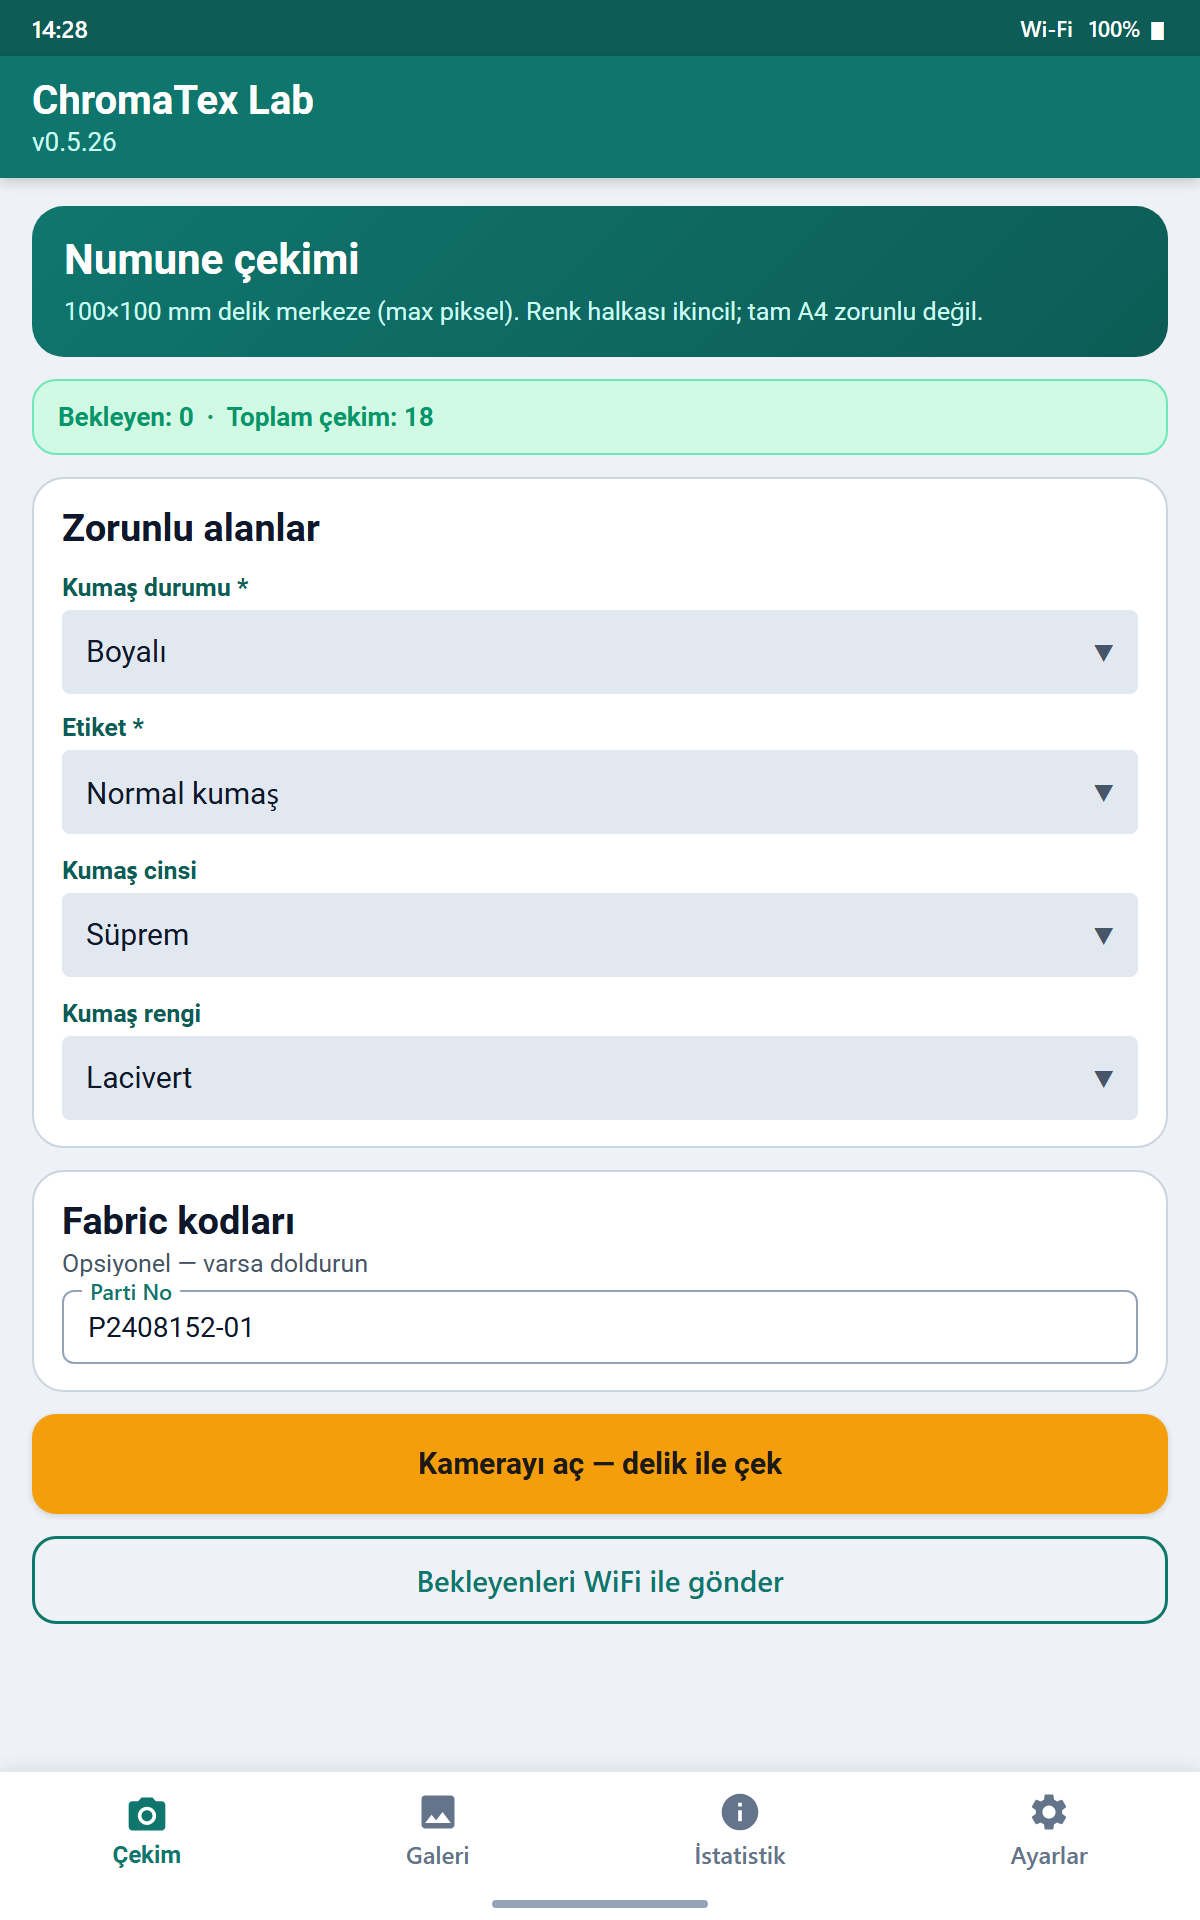 14:28
Wi-Fi 100%
ChromaTex Lab
v0.5.26
Numune çekimi
100×100 mm delik merkeze (max piksel). Renk halkası ikincil; tam A4 zorunlu değil.
Bekleyen: 0 · Toplam çekim: 18
Zorunlu alanlar
Kumaş durumu *
Boyalı
Etiket *
Normal kumaş
Kumaş cinsi
Süprem
Kumaş rengi
Lacivert
Fabric kodları
Opsiyonel — varsa doldurun
Parti No
P2408152-01
Kamerayı aç — delik ile çek
Bekleyenleri WiFi ile gönder
Çekim
Galeri
İstatistik
Ayarlar